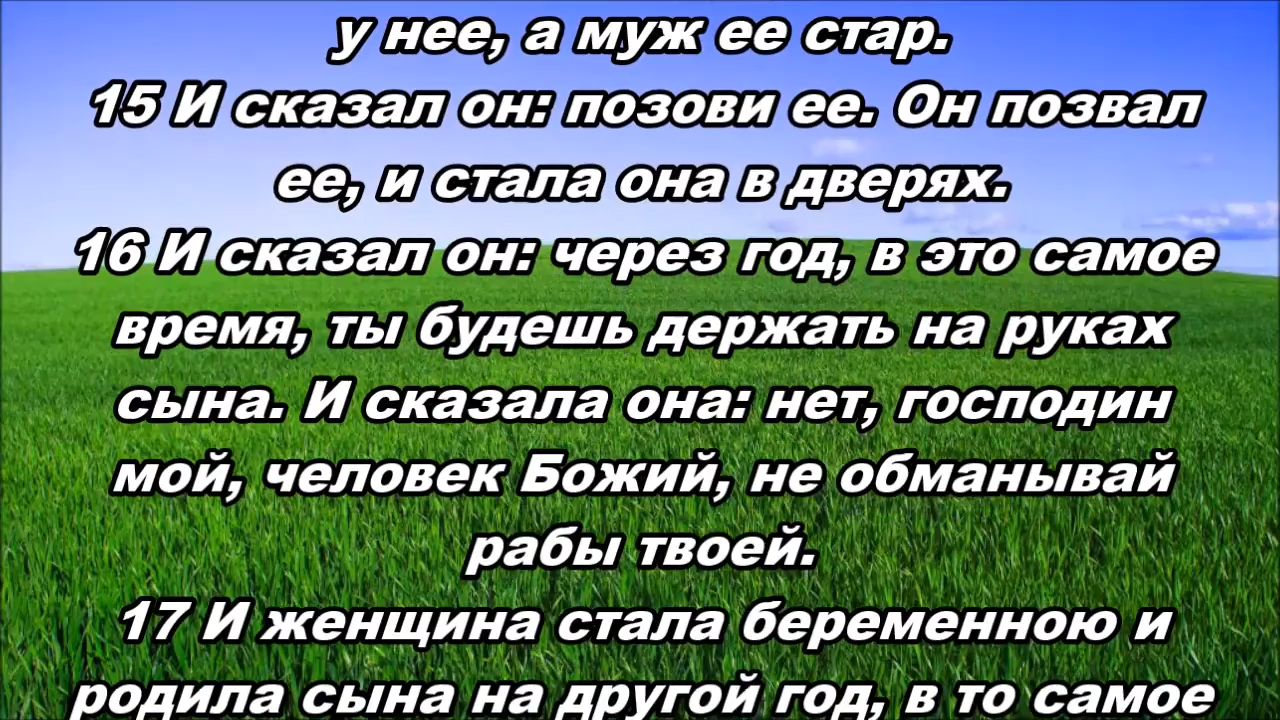 у нее, а муж ее стар.
15 И сказал он: позови ее. Он позвал
ее, и стала она в дверях.
16 И сказал он: через год, в это самое
время, ты будешь держать на руках
сына. И сказала она: нет, господин
мой, человек Божий, не обманывай
рабы твоей.
17 И женщина стала беременною и
родила сына на другой год, в то самое